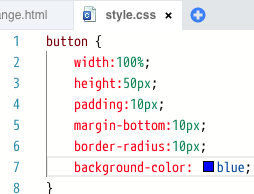 ange.html
style.css ×
1 button {
2 width:100%;
3 height:50px;
4 padding:10px;
5 margin-bottom:10px;
6 border-radius:10px;
7 background-color: blue;
8 }